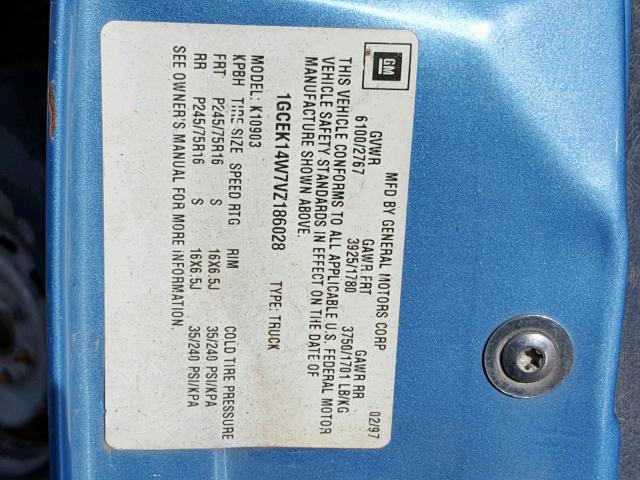 GM
MFD BY GENERAL MOTORS CORP 02/97
GVWR GAWR FRT GAWR RR
6100/2767 3925/1780 3750/1701 LB/KG
THIS VEHICLE CONFORMS TO ALL APPLICABLE U.S. FEDERAL MOTOR
VEHICLE SAFETY STANDARDS IN EFFECT ON THE DATE OF
MANUFACTURE SHOWN ABOVE.
1GCEK14W7VZ186028 TYPE: TRUCK
MODEL: K10903
KPBH TIRE SIZE SPEED RTG RIM COLD TIRE PRESSURE
FRT P245/75R16 S 16X6.5J 35/240 PSI/KPA
RR P245/75R16 S 16X6.5J 35/240 PSI/KPA
SEE OWNER'S MANUAL FOR MORE INFORMATION.